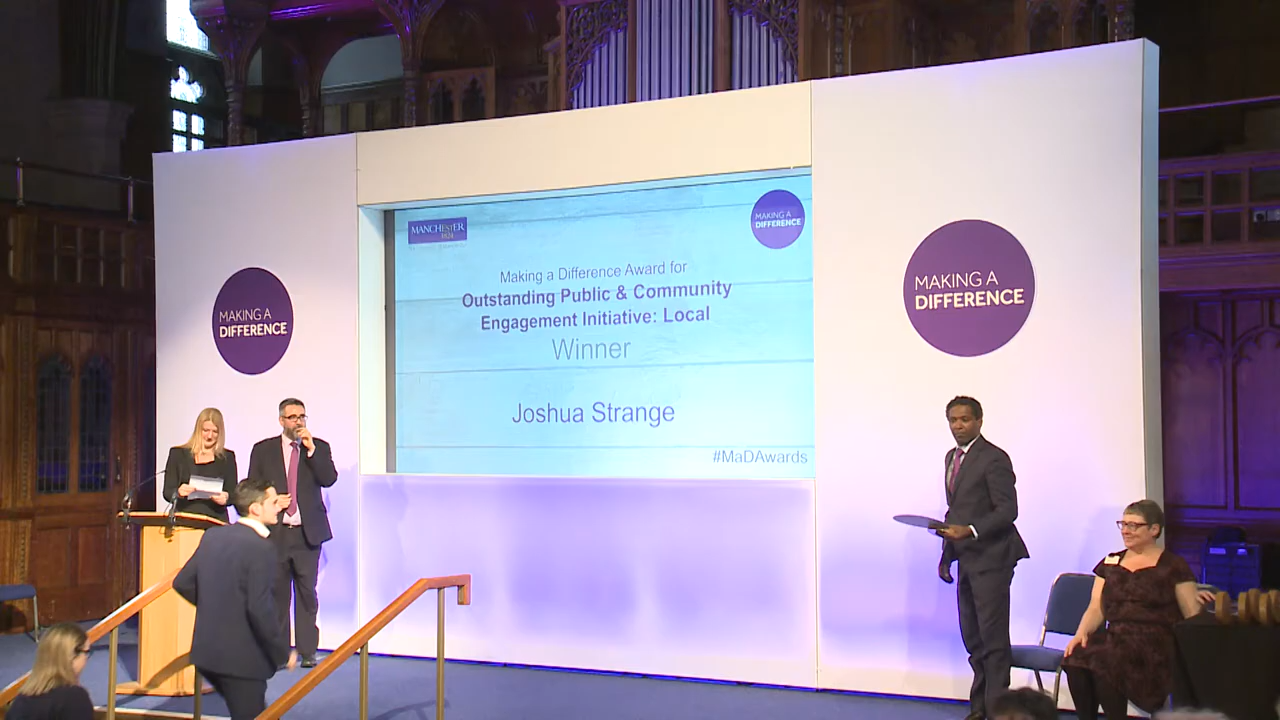 MANCHEStER
1824
MAKING A
DIFFERENCE
Making a Difference Award for
Outstanding Public & Community
Engagement Initiative: Local
Winner
Joshua Strange
#MaDAwards
MAKING A
DIFFERENCE
MAKING A
DIFFERENCE